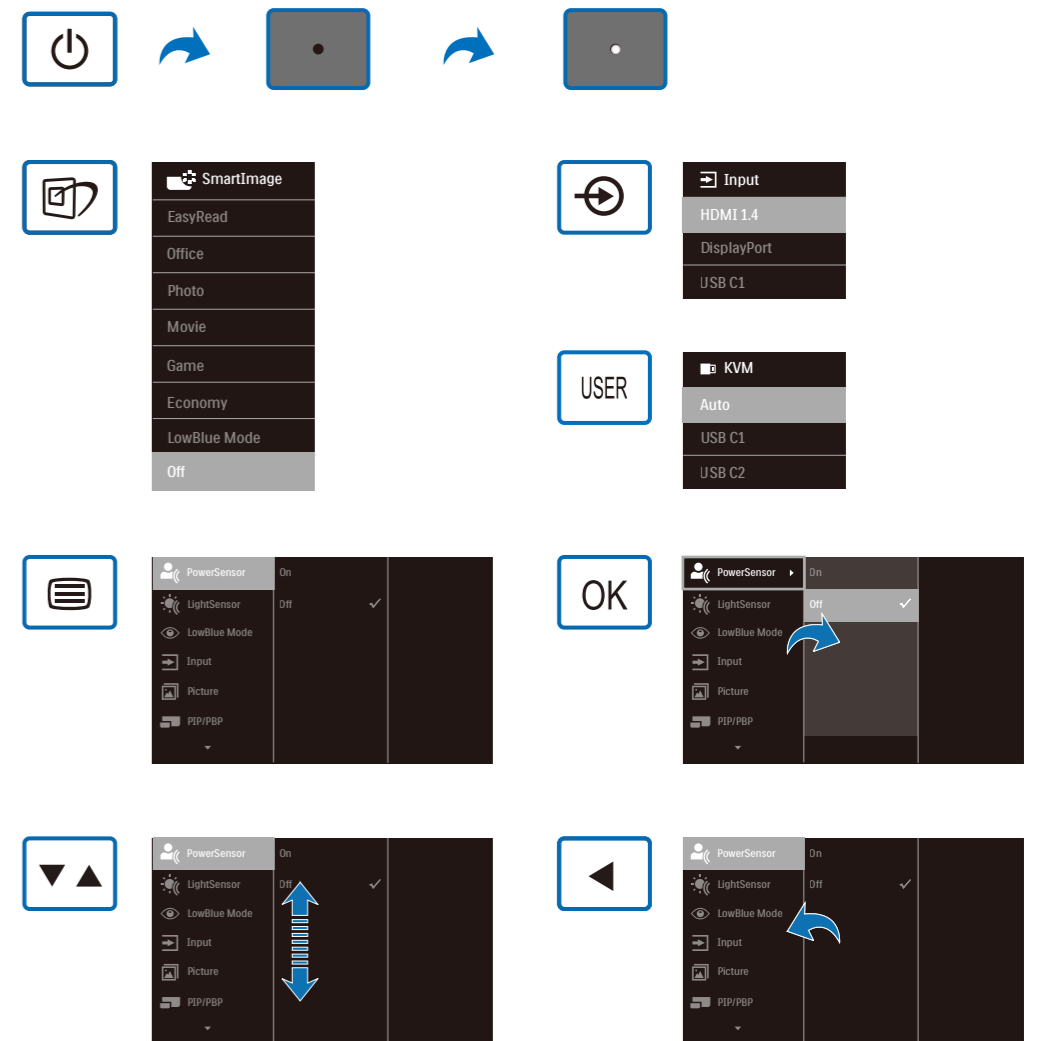 SmartImage
EasyRead
Office
Photo
Movie
Game
Economy
LowBlue Mode
Off
Input
HDMI 1.4
DisplayPort
USB C1
USER
KVM
Auto
USB C1
USB C2
PowerSensor On
LightSensor Off
LowBlue Mode
Input
Picture
PIP/PBP
OK
PowerSensor On
LightSensor Off
LowBlue Mode
Input
Picture
PIP/PBP
PowerSensor On
LightSensor Off
LowBlue Mode
Input
Picture
PIP/PBP
PowerSensor On
LightSensor Off
LowBlue Mode
Input
Picture
PIP/PBP